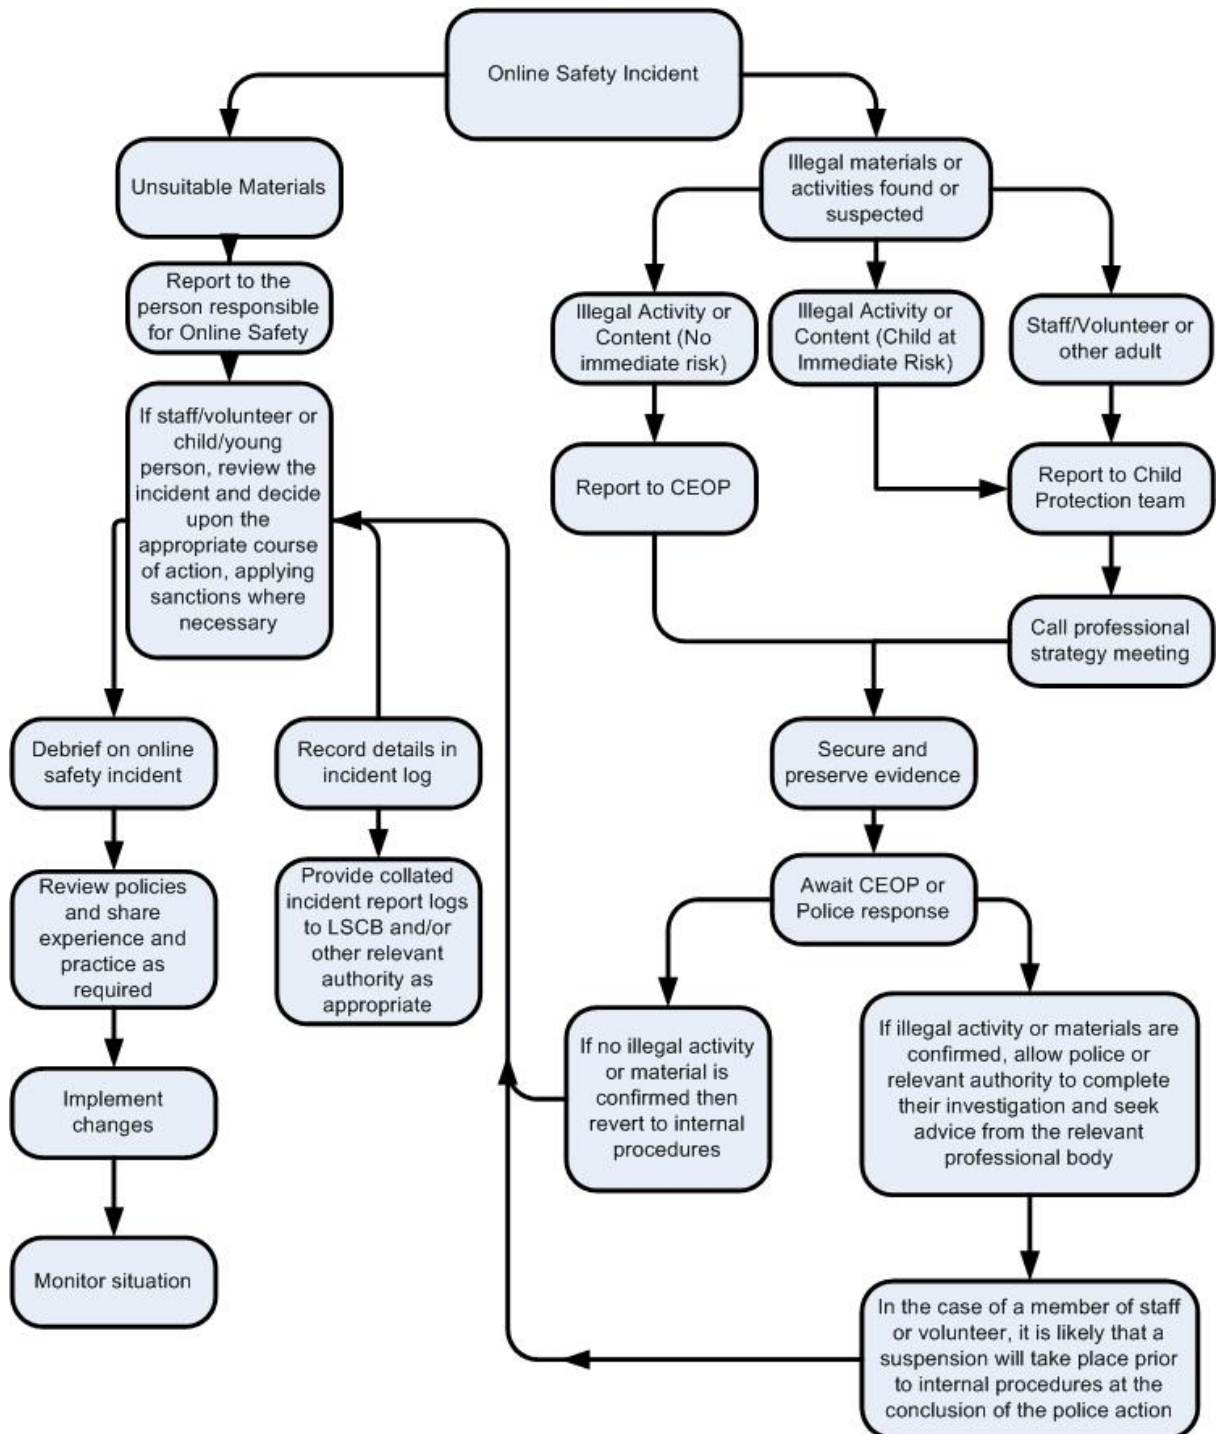 Online Safety Incident
Unsuitable Materials
Illegal materials or
activities found or
suspected
Report to the
person responsible
for Online Safety
Illegal Activity or
Content (No
immediate risk)
Illegal Activity or
Content (Child at
Immediate Risk)
Staff/Volunteer or
other adult
If staff/volunteer or
child/young
person, review the
incident and decide
upon the
appropriate course
of action, applying
sanctions where
necessary
Report to CEOP
Report to Child
Protection team
Call professional
strategy meeting
Debrief on online
safety incident
Record details in
incident log
Secure and
preserve evidence
Review policies
and share
experience and
practice as
required
Provide collated
incident report logs
to LSCB and/or
other relevant
authority as
appropriate
Await CEOP or
Police response
If no illegal activity
or material is
confirmed then
revert to internal
procedures
If illegal activity or materials are
confirmed, allow police or
relevant authority to complete
their investigation and seek
advice from the relevant
professional body
Implement
changes
Monitor situation
In the case of a member of staff
or volunteer, it is likely that a
suspension will take place prior
to internal procedures at the
conclusion of the police action